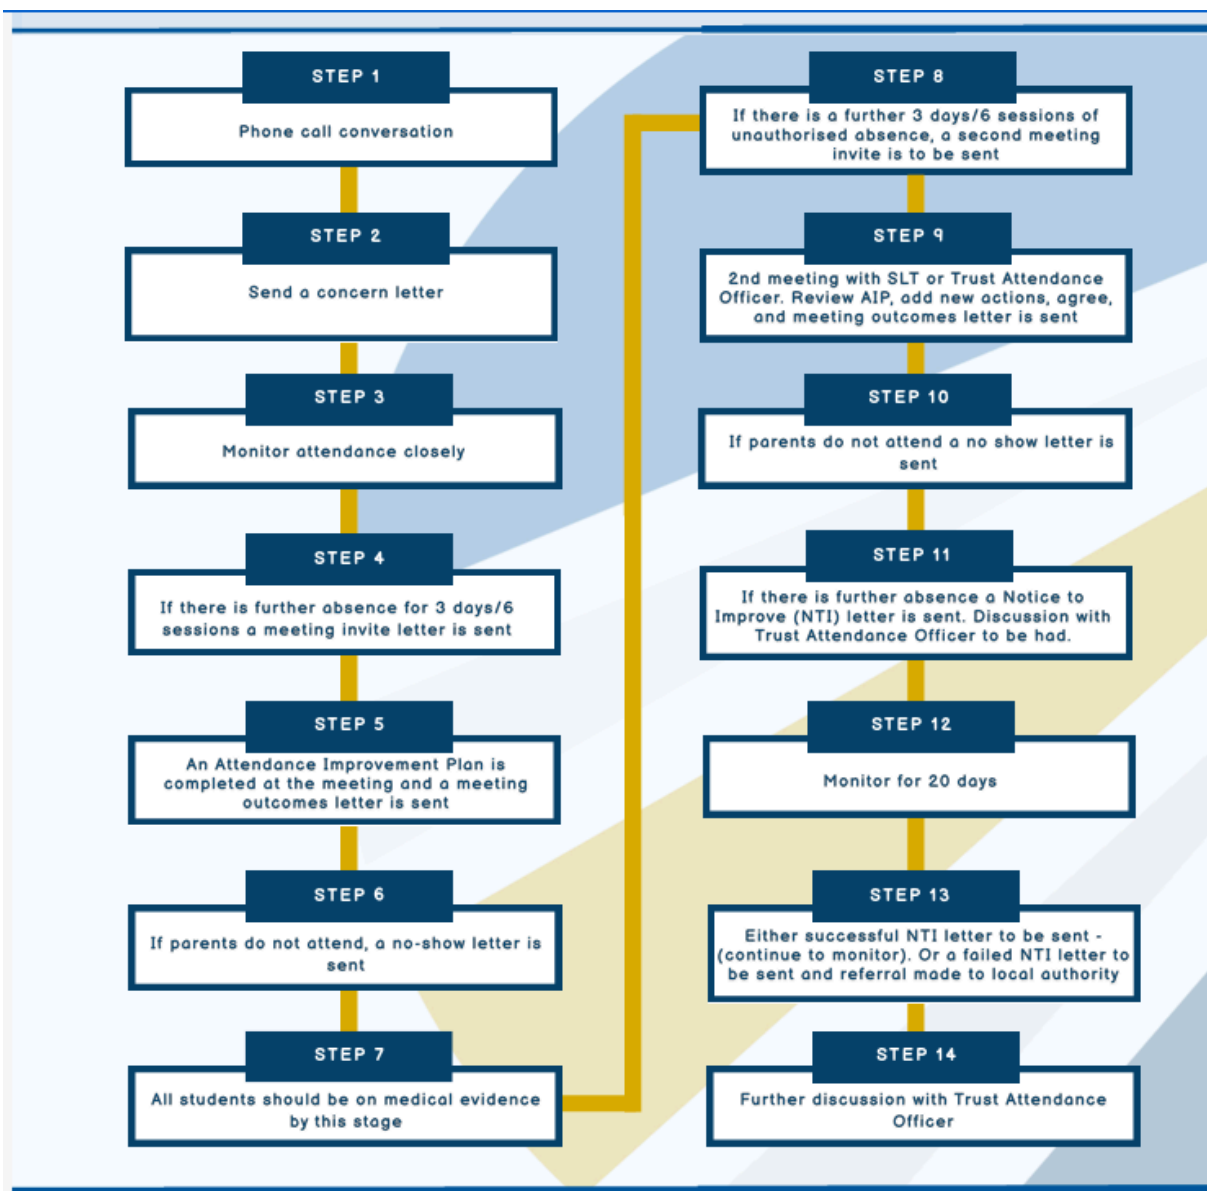 STEP 1
Phone call conversation
STEP 2
Send a concern letter
STEP 3
Monitor attendance closely
STEP 4
If there is further absence for 3 days/6
sessions a meeting invite letter is sent
STEP 5
An Attendance Improvement Plan is
completed at the meeting and a meeting
outcomes letter is sent
STEP 6
If parents do not attend, a no-show letter is
sent
STEP 7
All students should be on medical evidence
by this stage
STEP 8
If there is a further 3 days/6 sessions of
unauthorised absence, a second meeting
invite is to be sent
STEP 9
2nd meeting with SLT or Trust Attendance
Officer. Review AIP, add new actions, agree,
and meeting outcomes letter is sent
STEP 10
If parents do not attend a no show letter is
sent
STEP 11
If there is further absence a Notice to
Improve (NTI) letter is sent. Discussion with
Trust Attendance Officer to be had.
STEP 12
Monitor for 20 days
STEP 13
Either successful NTI letter to be sent -
(continue to monitor). Or a failed NTI letter to
be sent and referral made to local authority
STEP 14
Further discussion with Trust Attendance
Officer